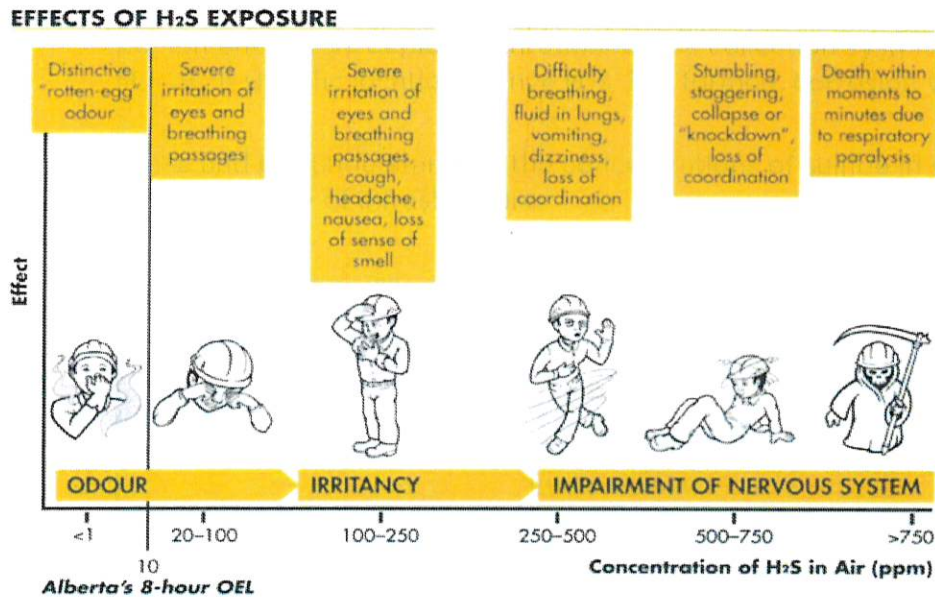 EFFECTS OF H₂S EXPOSURE
Distinctive
"rotten-egg"
odour
Severe
irritation of
eyes and
breathing
passages
Severe
irritation of
eyes and
breathing
passages,
cough,
headache,
nausea, loss
of sense of
smell
Difficulty
breathing,
fluid in lungs,
vomiting,
dizziness,
loss of
coordination
Stumbling,
staggering,
collapse or
"knockdown",
loss of
coordination
Death within
moments to
minutes due
to respiratory
paralysis
Effect
ODOUR
IRRITANCY
IMPAIRMENT OF NERVOUS SYSTEM
<1
20–100
100–250
250–500
500–750
>750
10
Alberta's 8-hour OEL
Concentration of H₂S in Air (ppm)